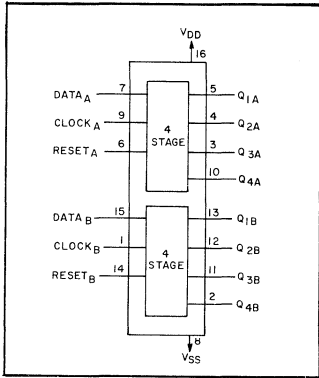 VDD
16
DATAA 7 5 Q1A
CLOCKA 9 4 Q2A
4
STAGE
RESETA 6 3 Q3A
10 Q4A
DATAB 15 13 Q1B
CLOCKB 1 12 Q2B
4
STAGE
RESETB 14 11 Q3B
2 Q4B
8
VSS